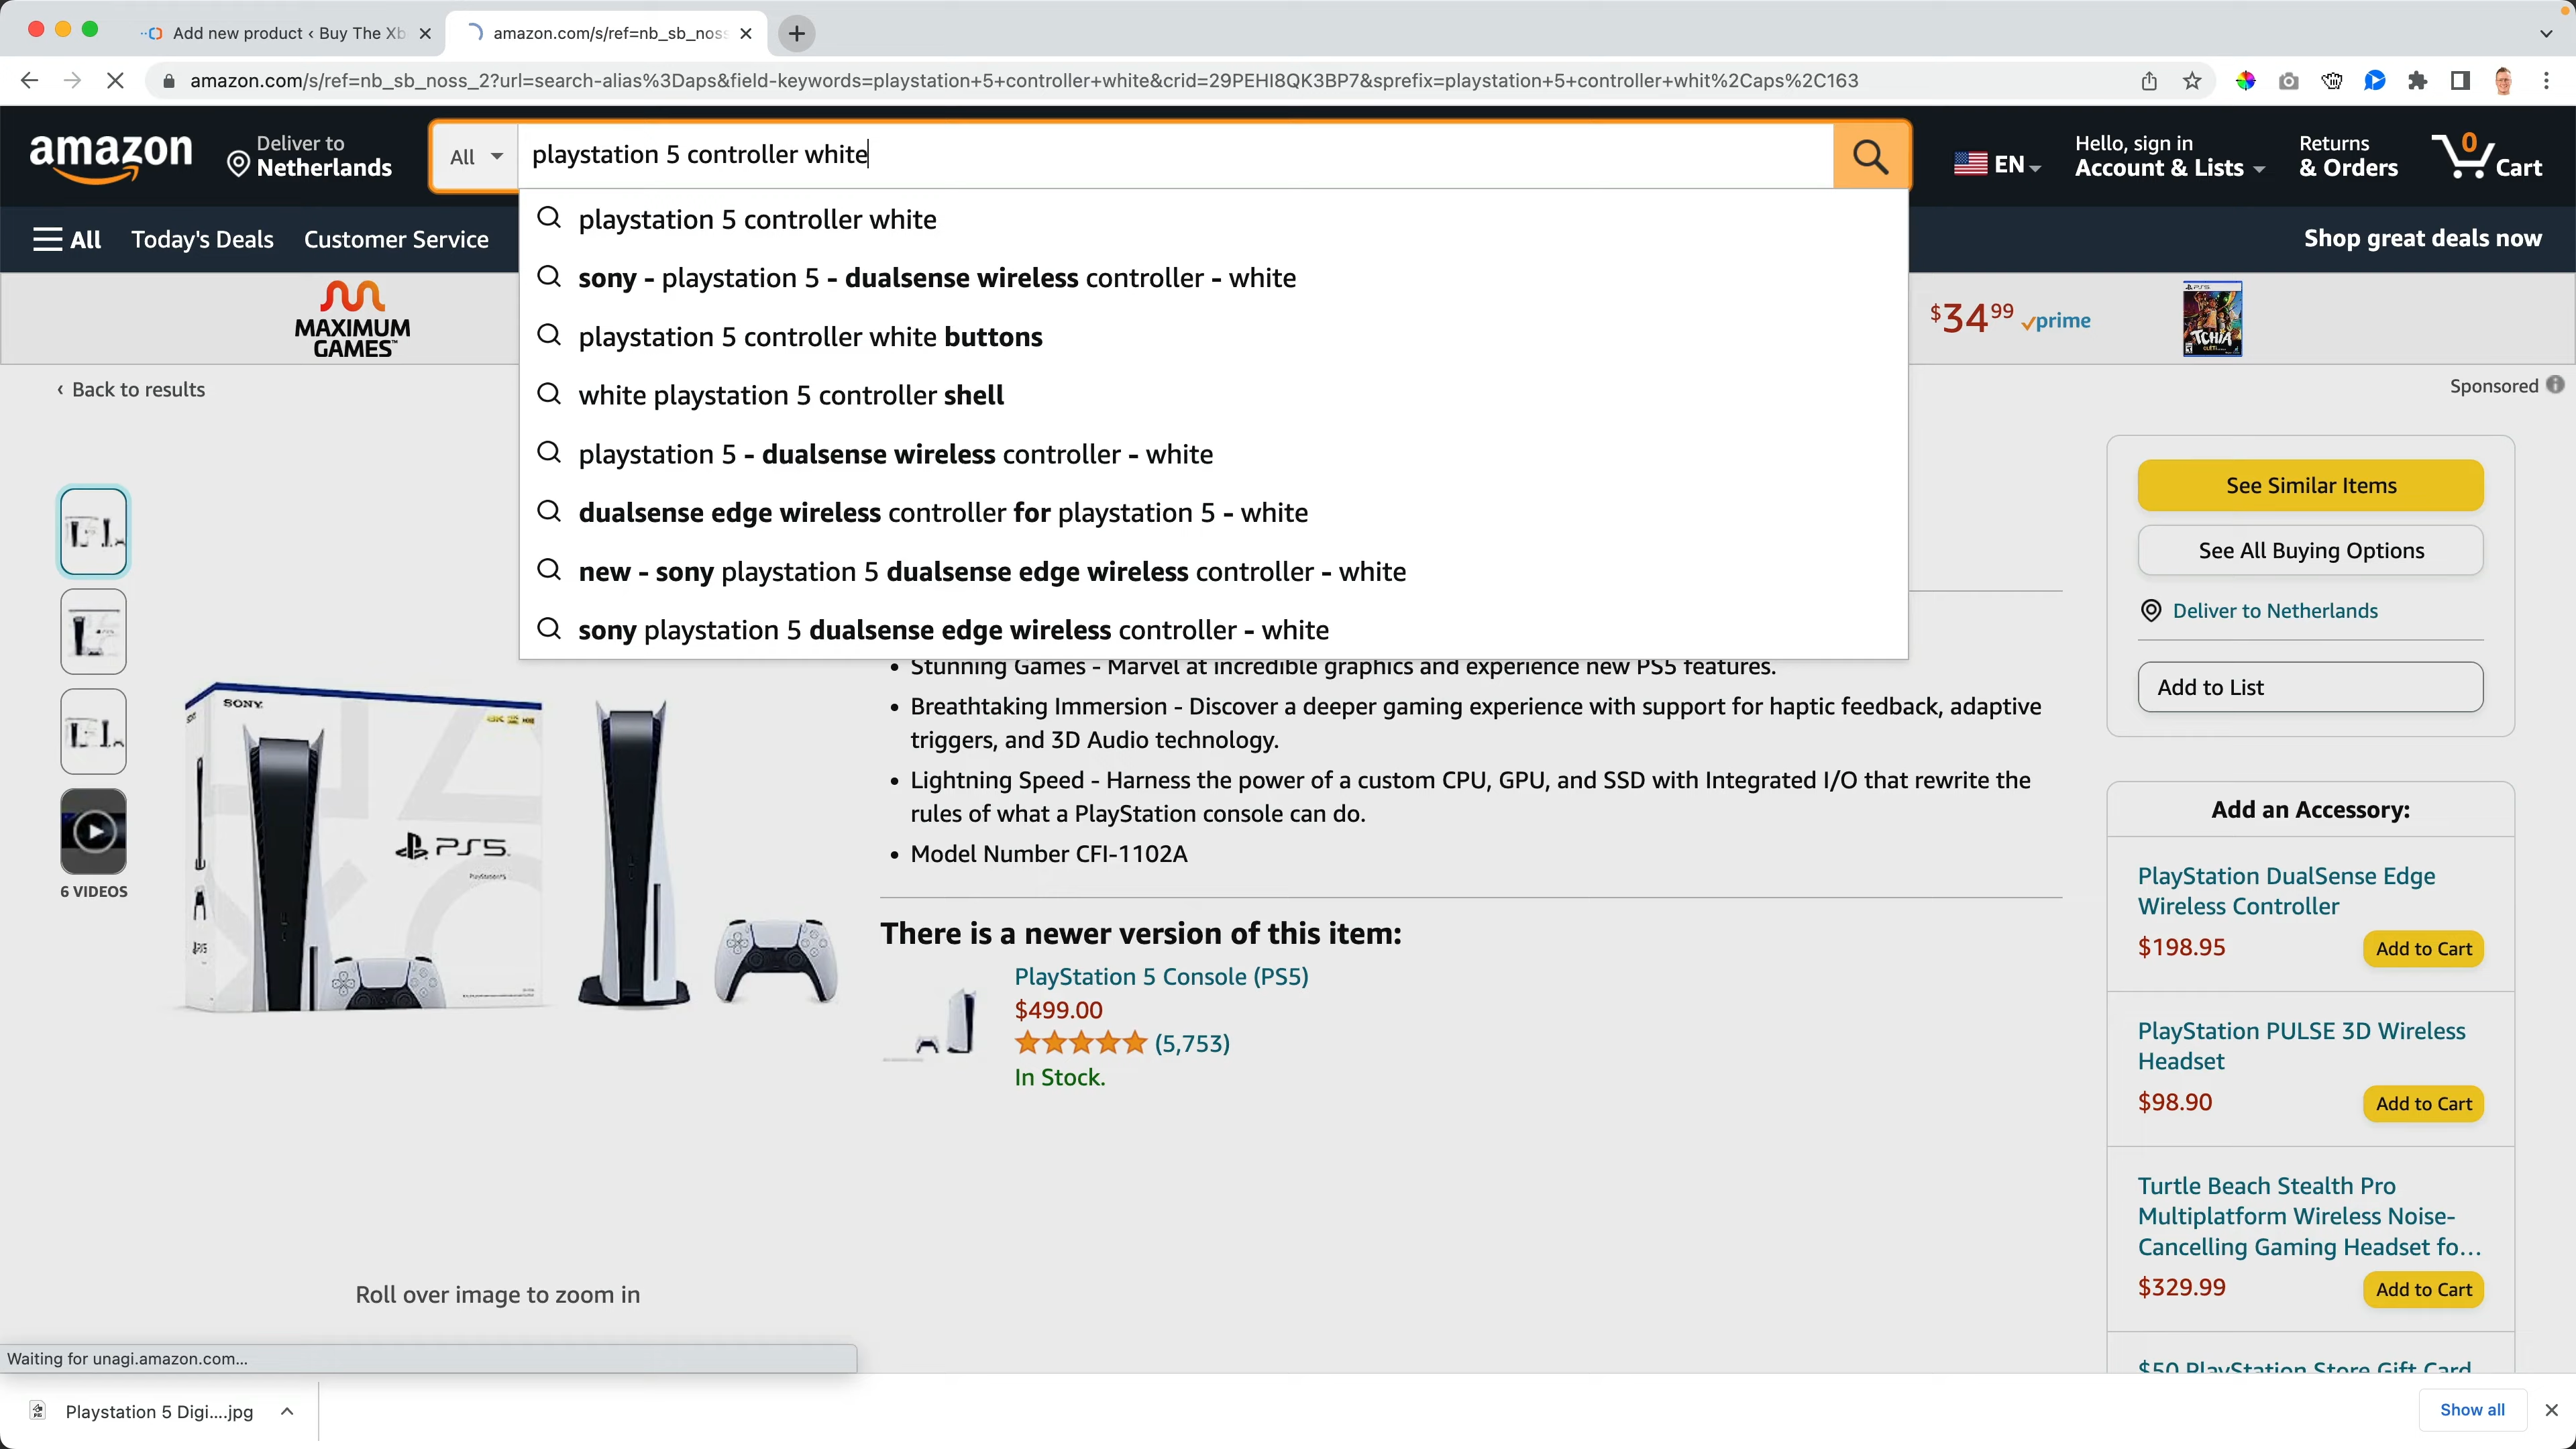 Add new product ‹ Buy The Xb
amazon.com/s/ref=nb_sb_noss
amazon.com/s/ref=nb_sb_noss_2?url=search-alias%3Daps&field-keywords=playstation+5+controller+white&crid=29PEHI8QK3BP7&sprefix=playstation+5+controller+whit%2Caps%2C163
amazon
Deliver to
Netherlands
All
playstation 5 controller white
EN
Hello, sign in
Account & Lists
Returns
& Orders
0
Cart
All
Today's Deals
Customer Service
Shop great deals now
playstation 5 controller white
sony - playstation 5 - dualsense wireless controller - white
playstation 5 controller white buttons
white playstation 5 controller shell
playstation 5 - dualsense wireless controller - white
dualsense edge wireless controller for playstation 5 - white
new - sony playstation 5 dualsense edge wireless controller - white
sony playstation 5 dualsense edge wireless controller - white
MAXIMUM
GAMES™
$34.99 prime
TCHIA
‹ Back to results
Sponsored
6 VIDEOS
SONY
PS5
Roll over image to zoom in
• Stunning Games - Marvel at incredible graphics and experience new PS5 features.
• Breathtaking Immersion - Discover a deeper gaming experience with support for haptic feedback, adaptive
triggers, and 3D Audio technology.
• Lightning Speed - Harness the power of a custom CPU, GPU, and SSD with Integrated I/O that rewrite the
rules of what a PlayStation console can do.
• Model Number CFI-1102A
There is a newer version of this item:
PlayStation 5 Console (PS5)
$499.00
(5,753)
In Stock.
See Similar Items
See All Buying Options
Deliver to Netherlands
Add to List
Add an Accessory:
PlayStation DualSense Edge
Wireless Controller
$198.95
Add to Cart
PlayStation PULSE 3D Wireless
Headset
$98.90
Add to Cart
Turtle Beach Stealth Pro
Multiplatform Wireless Noise-
Cancelling Gaming Headset fo...
$329.99
Add to Cart
$50 PlayStation Store Gift Card
Waiting for unagi.amazon.com...
Playstation 5 Digi....jpg
Show all